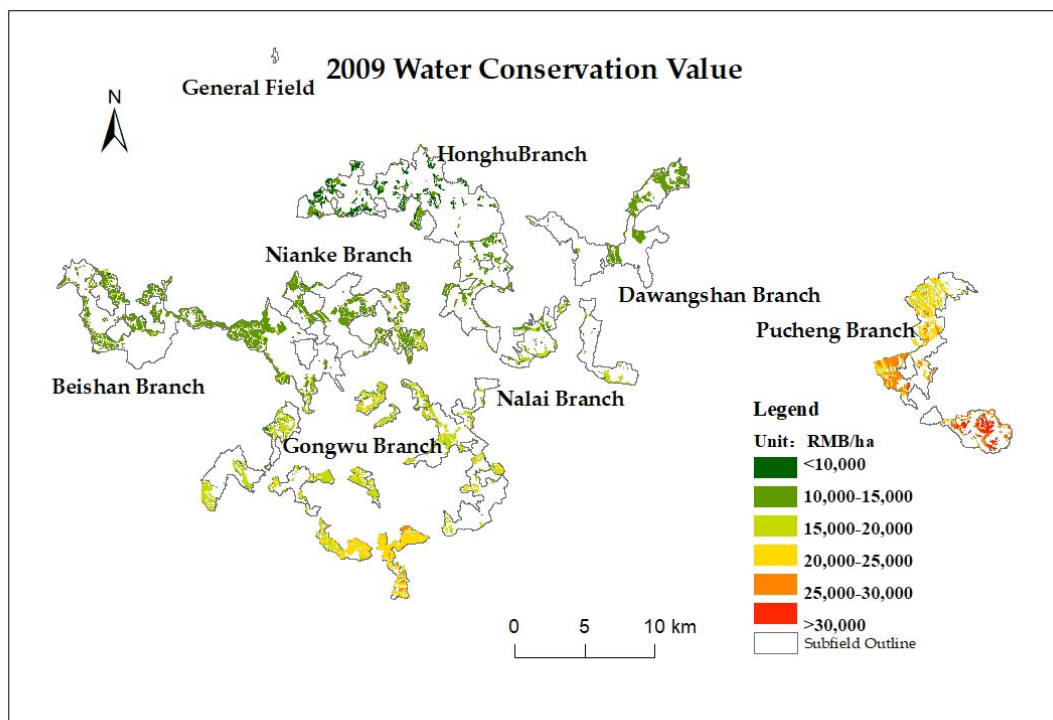 2009 Water Conservation Value
General Field
N
HonghuBranch
Nianke Branch
Dawangshan Branch
Pucheng Branch
Beishan Branch
Nalai Branch
Gongwu Branch
Legend
Unit: RMB/ha
<10,000
10,000-15,000
15,000-20,000
20,000-25,000
25,000-30,000
>30,000
Subfield Outline
0 5 10 km